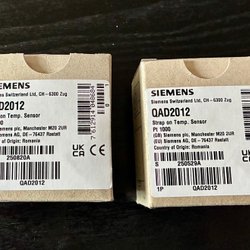 SIEMENS
Siemens Switzerland Ltd, CH - 6300 Zug
QAD2012
on Temp. Sensor
Siemens plc, Manchester M20 2UR
Siemens AG, DE - 76437 Rastatt
Country of Origin: Romania
250820A
QAD2012
UK
CA
SIEMENS
Siemens Switzerland Ltd, CH - 6300 Zug
QAD2012
Strap on Temp. Sensor
Pt 1000
(GB) Siemens plc, Manchester M20 2UR
(EU) Siemens AG, DE - 76437 Rastatt
Country of Origin: Romania
S 250529A
1P QAD2012
UK
CA